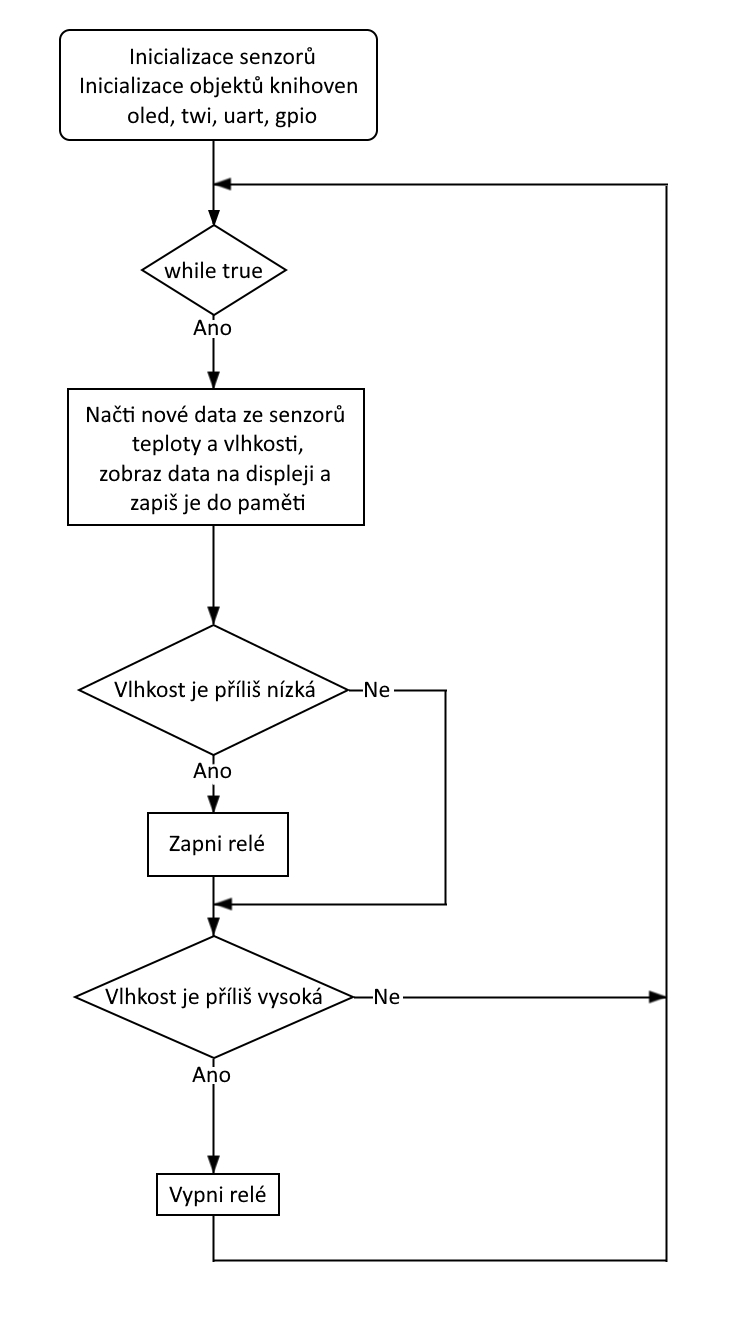 Inicializace senzorů
Inicializace objektů knihoven
oled, twi, uart, gpio
while true
Ano
Načti nové data ze senzorů
teploty a vlhkosti,
zobraz data na displeji a
zapiš je do paměti
Vlhkost je příliš nízká
Ne
Ano
Zapni relé
Vlhkost je příliš vysoká
Ne
Ano
Vypni relé